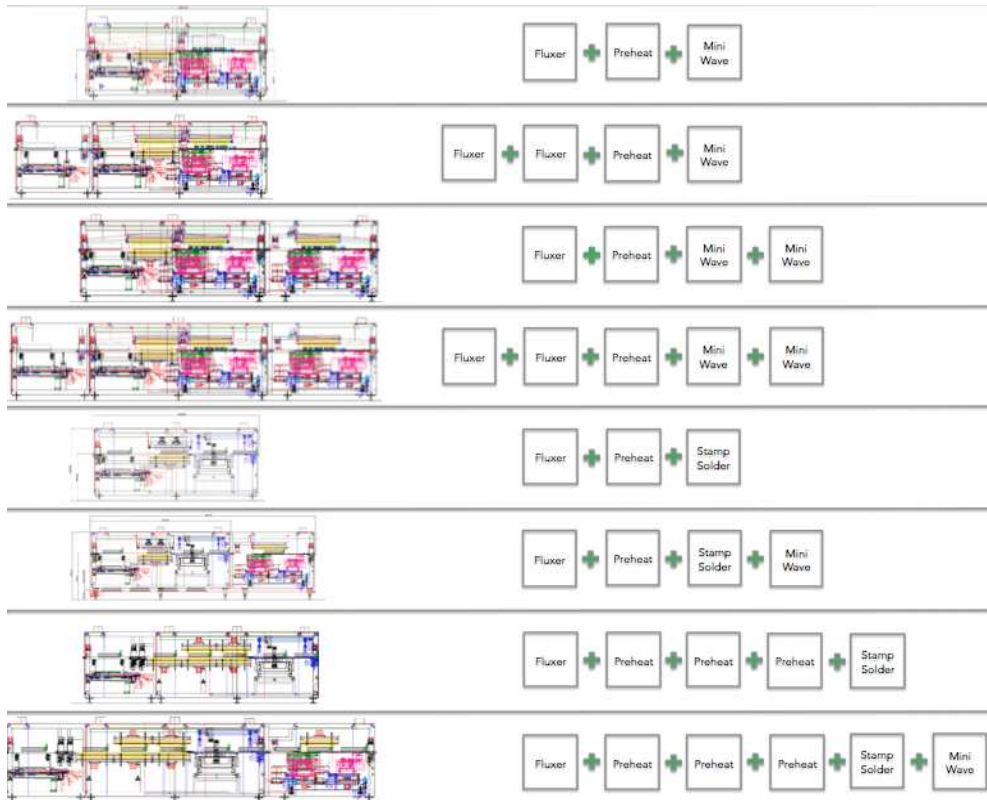 Fluxer Preheat Mini Wave
Fluxer Fluxer Preheat Mini Wave
Fluxer Preheat Mini Wave Mini Wave
Fluxer Fluxer Preheat Mini Wave Mini Wave
Fluxer Preheat Stamp Solder
Fluxer Preheat Stamp Solder Mini Wave
Fluxer Preheat Preheat Preheat Stamp Solder
Fluxer Preheat Preheat Preheat Stamp Solder Mini Wave